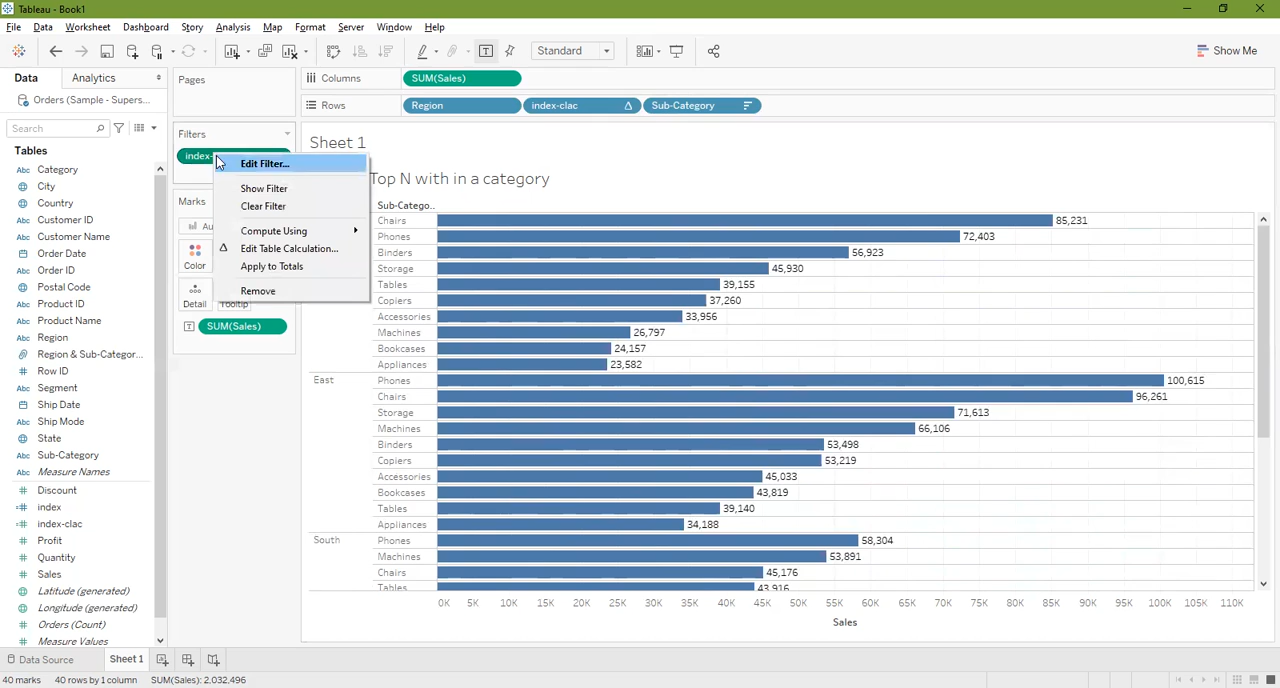 Tableau - Book1
File Data Worksheet Dashboard Story Analysis Map Format Server Window Help
Standard
Show Me
Data Analytics
Pages
Columns SUM(Sales)
Orders (Sample - Supers...
Rows Region index-clac Sub-Category
Search
Filters
index-
Tables
Category
City
Country
Customer ID
Customer Name
Order Date
Order ID
Postal Code
Product ID
Product Name
Region
Region & Sub-Categor...
Row ID
Segment
Ship Date
Ship Mode
State
Sub-Category
Measure Names
Discount
index
index-clac
Profit
Quantity
Sales
Latitude (generated)
Longitude (generated)
Orders (Count)
Measure Values
Edit Filter...
Show Filter
Clear Filter
Compute Using
Edit Table Calculation...
Apply to Totals
Remove
Marks
Au
Color
Detail Tooltip
SUM(Sales)
Sheet 1
Top N with in a category
Sub-Catego..
Chairs 85,231
Phones 72,403
Binders 56,923
Storage 45,930
Tables 39,155
Copiers 37,260
Accessories 33,956
Machines 26,797
Bookcases 24,157
Appliances 23,582
East Phones 100,615
Chairs 96,261
Storage 71,613
Machines 66,106
Binders 53,498
Copiers 53,219
Accessories 45,033
Bookcases 43,819
Tables 39,140
Appliances 34,188
South Phones 58,304
Machines 53,891
Chairs 45,176
Tables 43,916
0K 5K 10K 15K 20K 25K 30K 35K 40K 45K 50K 55K 60K 65K 70K 75K 80K 85K 90K 95K 100K 105K 110K
Sales
Data Source Sheet 1
40 marks 40 rows by 1 column SUM(Sales): 2,032,496